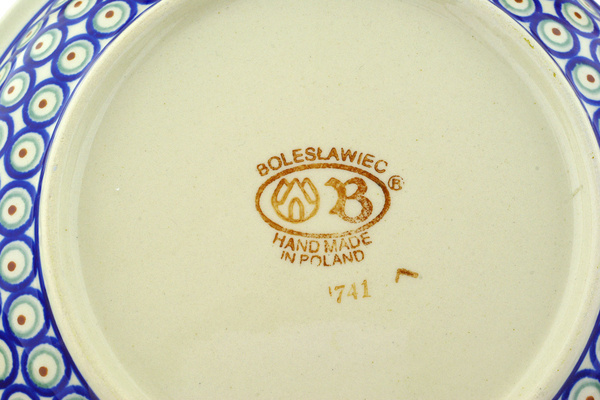 BOLESŁAWIEC
B ®
HAND MADE
IN POLAND
741